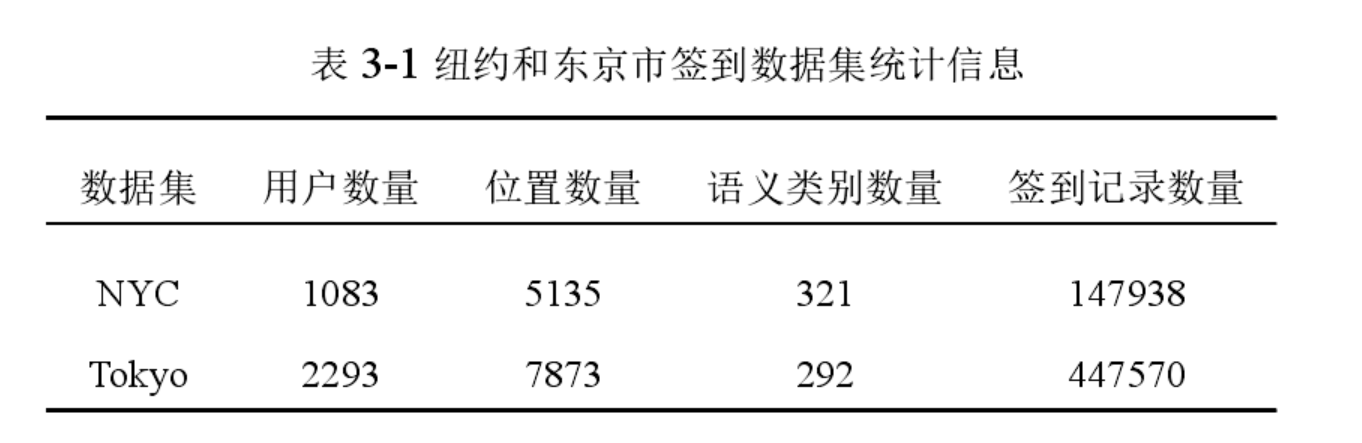 表 3-1 纽约和东京市签到数据集统计信息
数据集 用户数量 位置数量 语义类别数量 签到记录数量
NYC 1083 5135 321 147938
Tokyo 2293 7873 292 447570